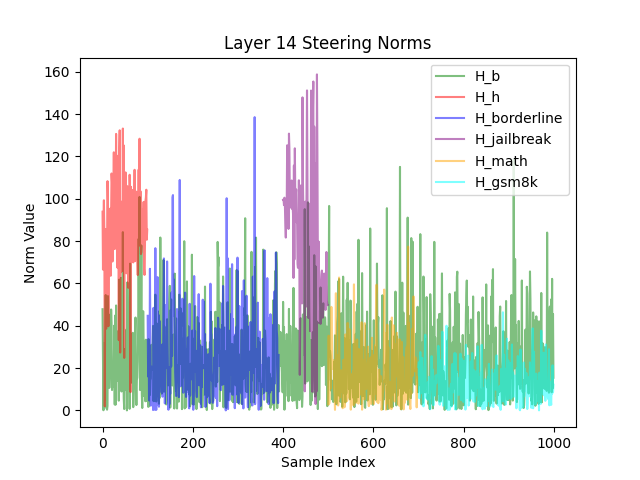 Layer 14 Steering Norms
Norm Value
160
140
120
100
80
60
40
20
0
H_b
H_h
H_borderline
H_jailbreak
H_math
H_gsm8k
0
200
400
600
800
1000
Sample Index